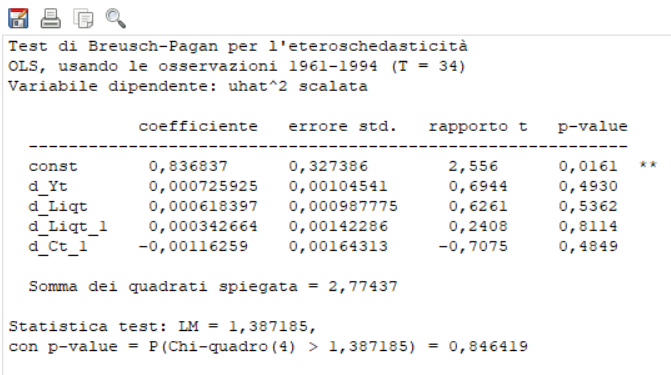 Test di Breusch-Pagan per l'eteroschedasticità
OLS, usando le osservazioni 1961-1994 (T = 34)
Variabile dipendente: uhat^2 scalata
coefficiente errore std. rapporto t p-value
---------------------------------------------------------------
const 0,836837 0,327386 2,556 0,0161 **
d_Yt 0,000725925 0,00104541 0,6944 0,4930
d_Liqt 0,000618397 0,000987775 0,6261 0,5362
d_Liqt_1 0,000342664 0,00142286 0,2408 0,8114
d_Ct_1 -0,00116259 0,00164313 -0,7075 0,4849
Somma dei quadrati spiegata = 2,77437
Statistica test: LM = 1,387185,
con p-value = P(Chi-quadro(4) > 1,387185) = 0,846419